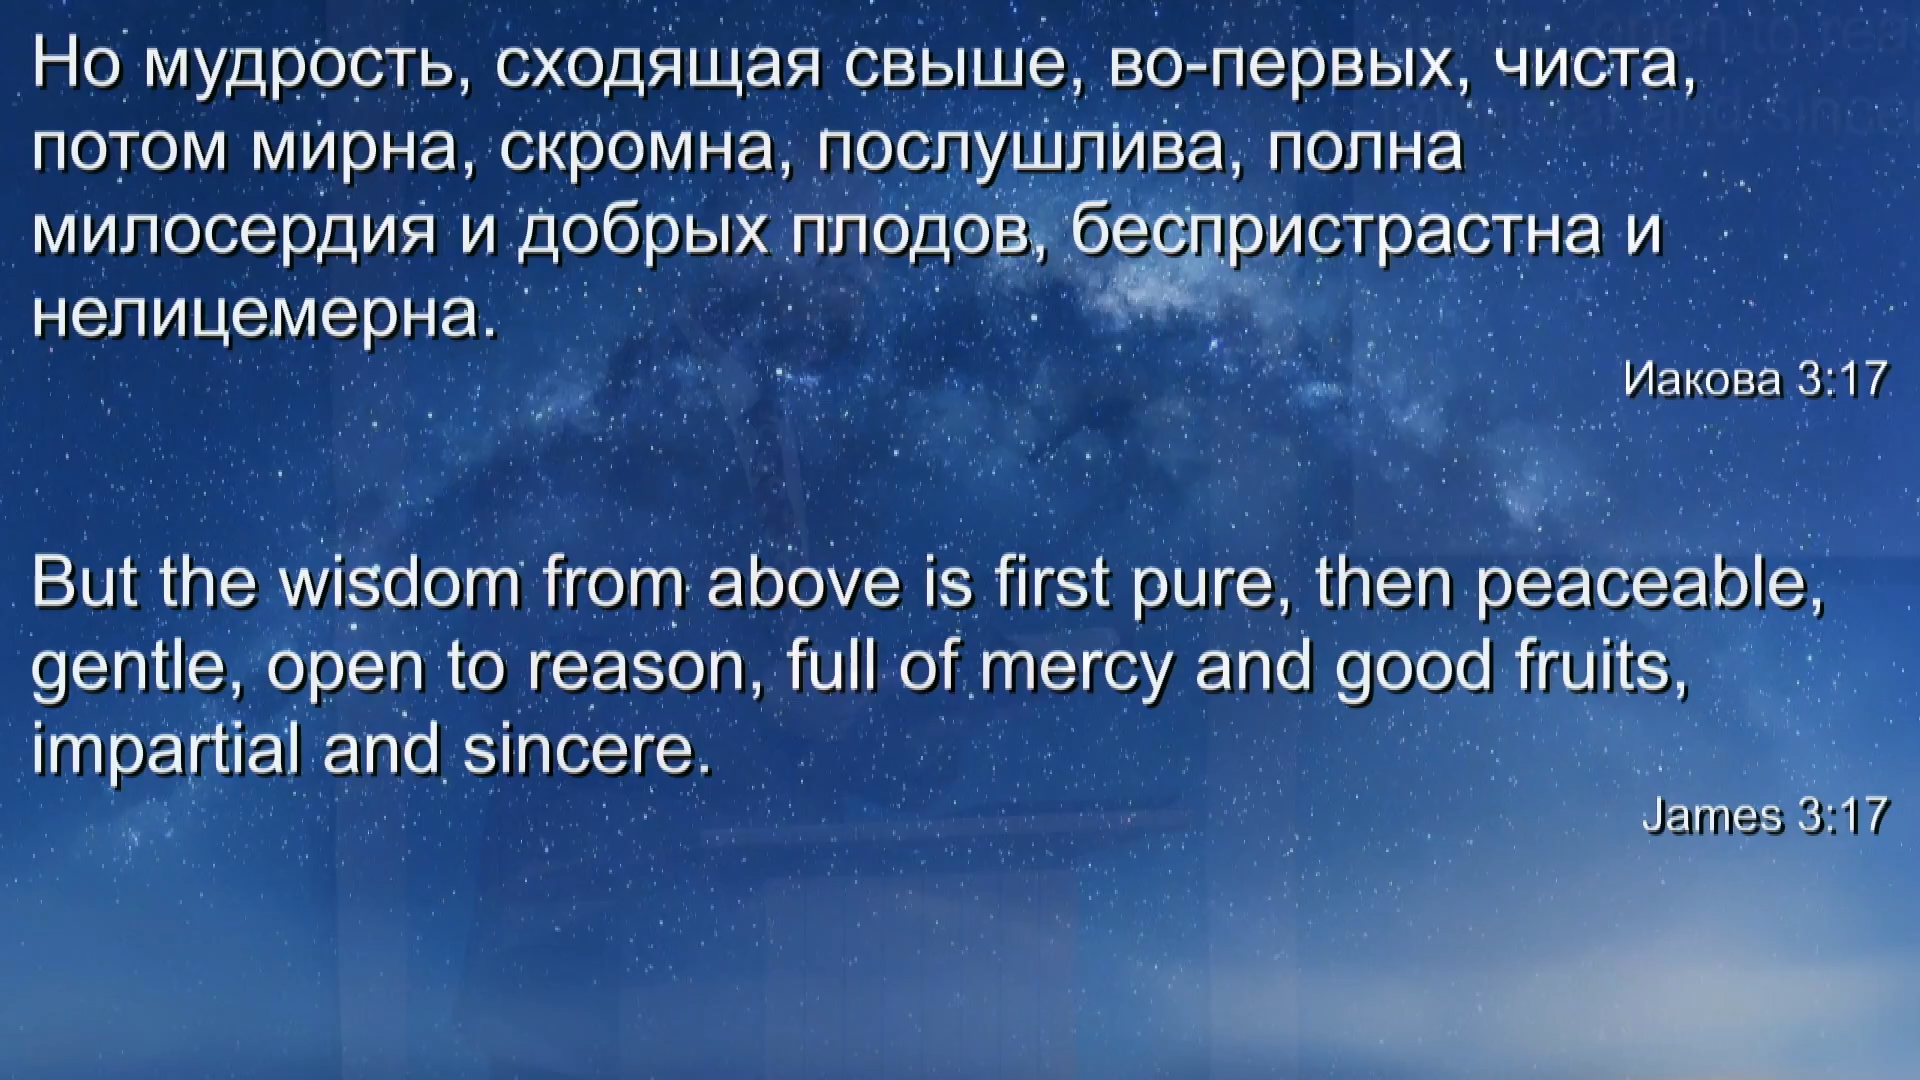 Но мудрость, сходящая свыше, во-первых, чиста,
потом мирна, скромна, послушлива, полна
милосердия и добрых плодов, беспристрастна и
нелицемерна.
Иакова 3:17
But the wisdom from above is first pure, then peaceable,
gentle, open to reason, full of mercy and good fruits,
impartial and sincere.
James 3:17